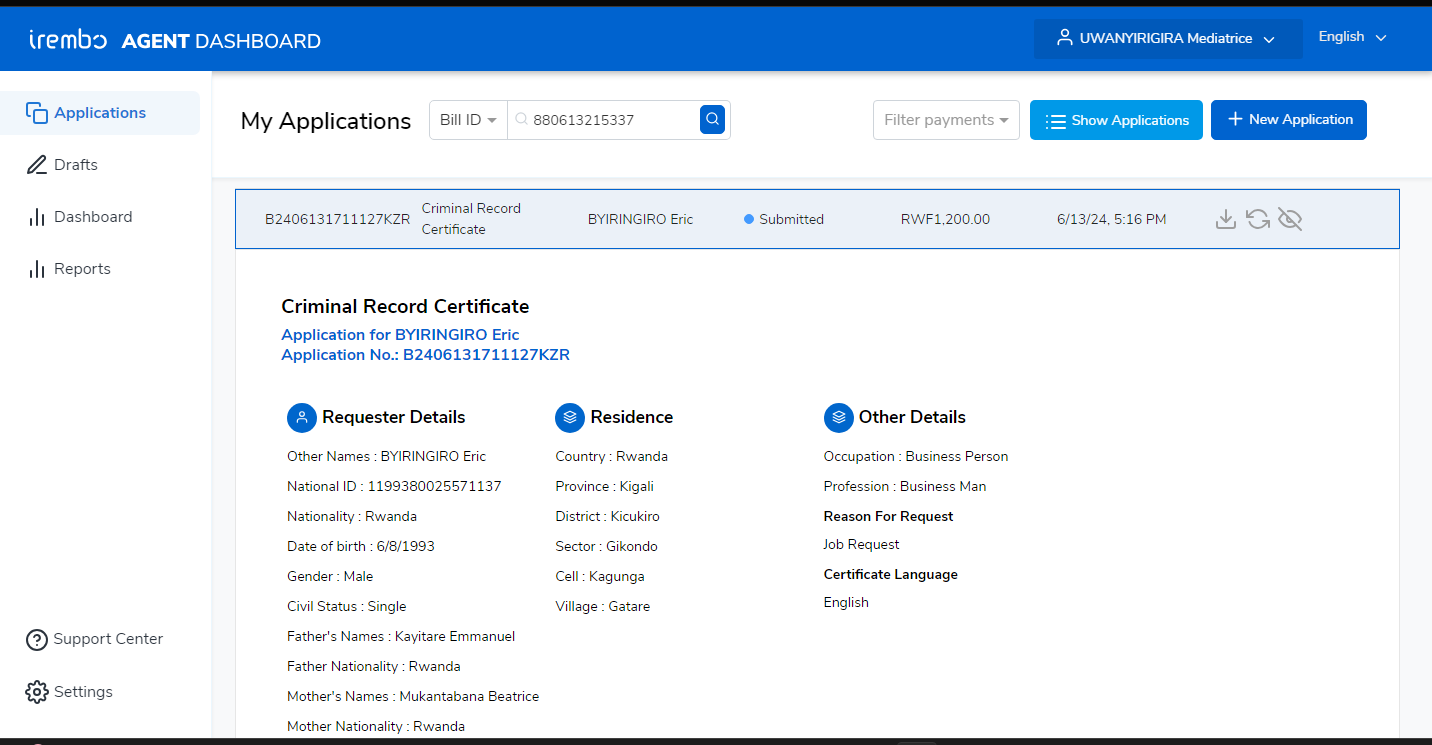 irembo AGENT DASHBOARD
UWANYIRIGIRA Mediatrice
English
Applications
Drafts
Dashboard
Reports
Support Center
Settings
My Applications
Bill ID
880613215337
Filter payments
Show Applications
New Application
B2406131711127KZR
Criminal Record
Certificate
BYIRINGIRO Eric
Submitted
RWF1,200.00
6/13/24, 5:16 PM
Criminal Record Certificate
Application for BYIRINGIRO Eric
Application No.: B2406131711127KZR
Requester Details
Other Names : BYIRINGIRO Eric
National ID : 1199380025571137
Nationality : Rwanda
Date of birth : 6/8/1993
Gender : Male
Civil Status : Single
Father's Names : Kayitare Emmanuel
Father Nationality : Rwanda
Mother's Names : Mukantabana Beatrice
Mother Nationality : Rwanda
Residence
Country : Rwanda
Province : Kigali
District : Kicukiro
Sector : Gikondo
Cell : Kagunga
Village : Gatare
Other Details
Occupation : Business Person
Profession : Business Man
Reason For Request
Job Request
Certificate Language
English